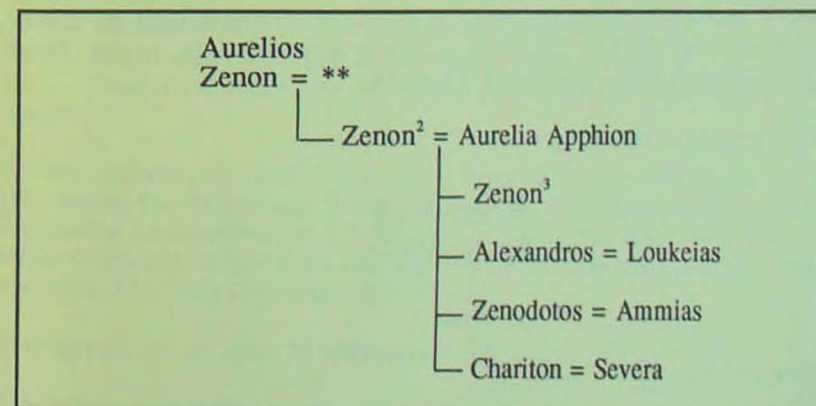 Aurelios
Zenon = **
Zenon² = Aurelia Apphion
Zenon³
Alexandros = Loukeias
Zenodotos = Ammias
Chariton = Severa